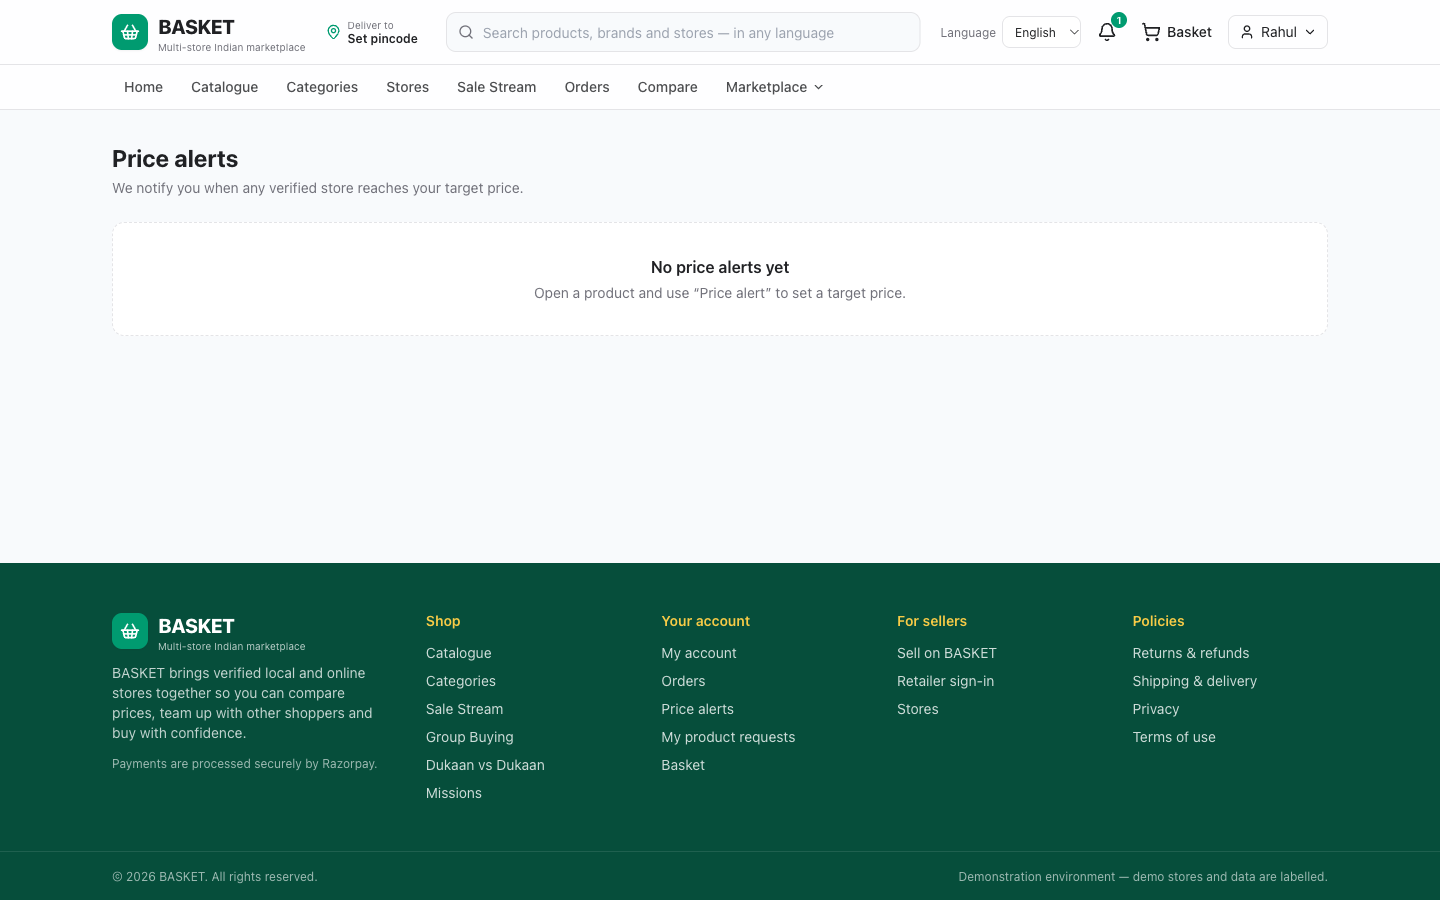 BASKET
Multi-store Indian marketplace
Deliver to
Set pincode
Search products, brands and stores — in any language
Language
English
1
Basket
Rahul
Home
Catalogue
Categories
Stores
Sale Stream
Orders
Compare
Marketplace
Price alerts
We notify you when any verified store reaches your target price.
No price alerts yet
Open a product and use “Price alert” to set a target price.
BASKET
Multi-store Indian marketplace
BASKET brings verified local and online
stores together so you can compare
prices, team up with other shoppers and
buy with confidence.
Payments are processed securely by Razorpay.
Shop
Catalogue
Categories
Sale Stream
Group Buying
Dukaan vs Dukaan
Missions
Your account
My account
Orders
Price alerts
My product requests
Basket
For sellers
Sell on BASKET
Retailer sign-in
Stores
Policies
Returns & refunds
Shipping & delivery
Privacy
Terms of use
© 2026 BASKET. All rights reserved.
Demonstration environment — demo stores and data are labelled.